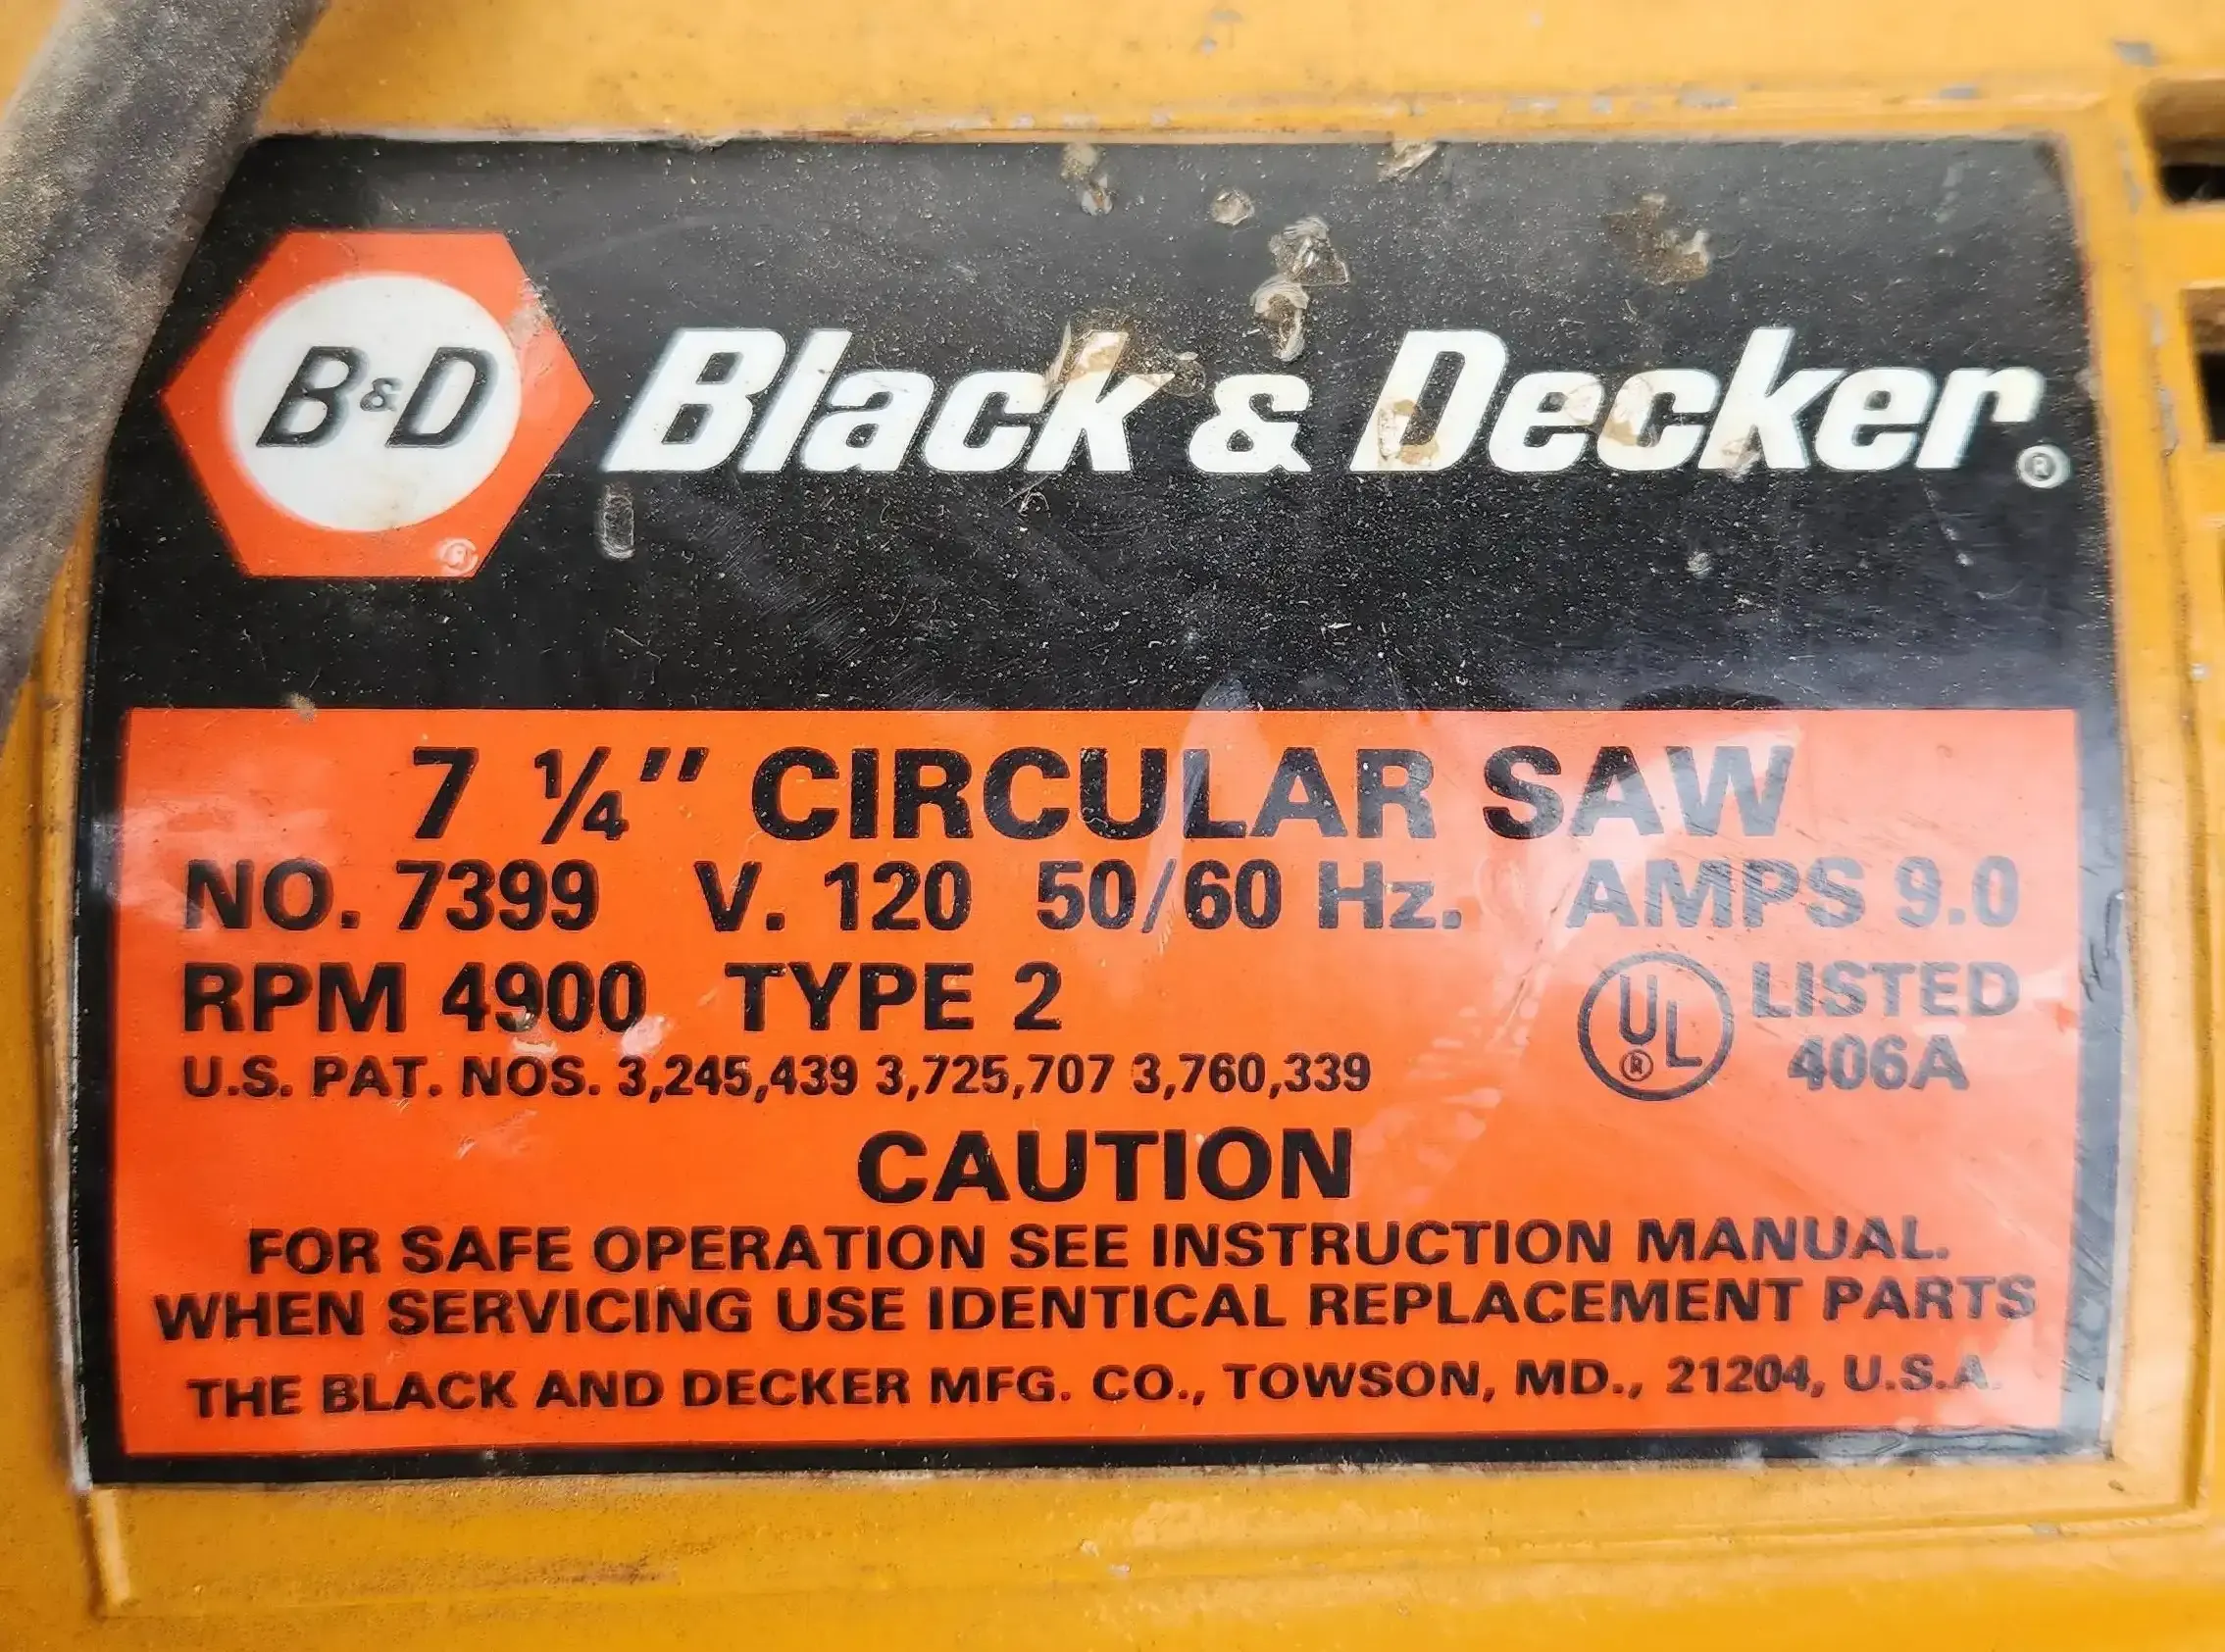 B&D
®
Black & Decker®
7 ¼" CIRCULAR SAW
NO. 7399 V. 120 50/60 Hz. AMPS 9.0
RPM 4900 TYPE 2
UL® LISTED
406A
U.S. PAT. NOS. 3,245,439 3,725,707 3,760,339
CAUTION
FOR SAFE OPERATION SEE INSTRUCTION MANUAL.
WHEN SERVICING USE IDENTICAL REPLACEMENT PARTS
THE BLACK AND DECKER MFG. CO., TOWSON, MD., 21204, U.S.A.